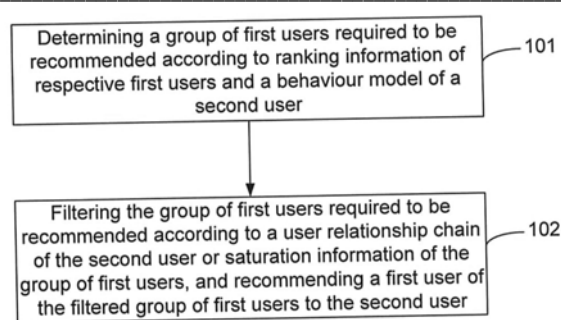 Determining a group of first users required to be
recommended according to ranking information of
respective first users and a behaviour model of a
second user
101
Filtering the group of first users required to be
recommended according to a user relationship chain
of the second user or saturation information of the
group of first users, and recommending a first user of
the filtered group of first users to the second user
102